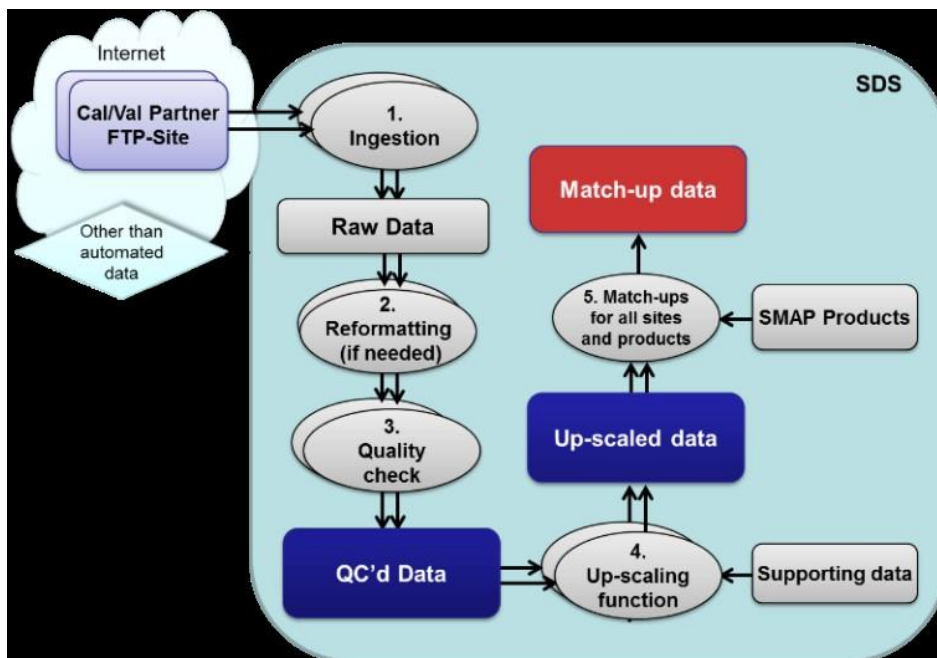 Internet
Cal/Val Partner
FTP-Site
Other than
automated
data
SDS
1.
Ingestion
Raw Data
2.
Reformatting
(if needed)
3.
Quality
check
QC'd Data
4.
Up-scaling
function
Supporting data
Up-scaled data
5. Match-ups
for all sites
and products
SMAP Products
Match-up data